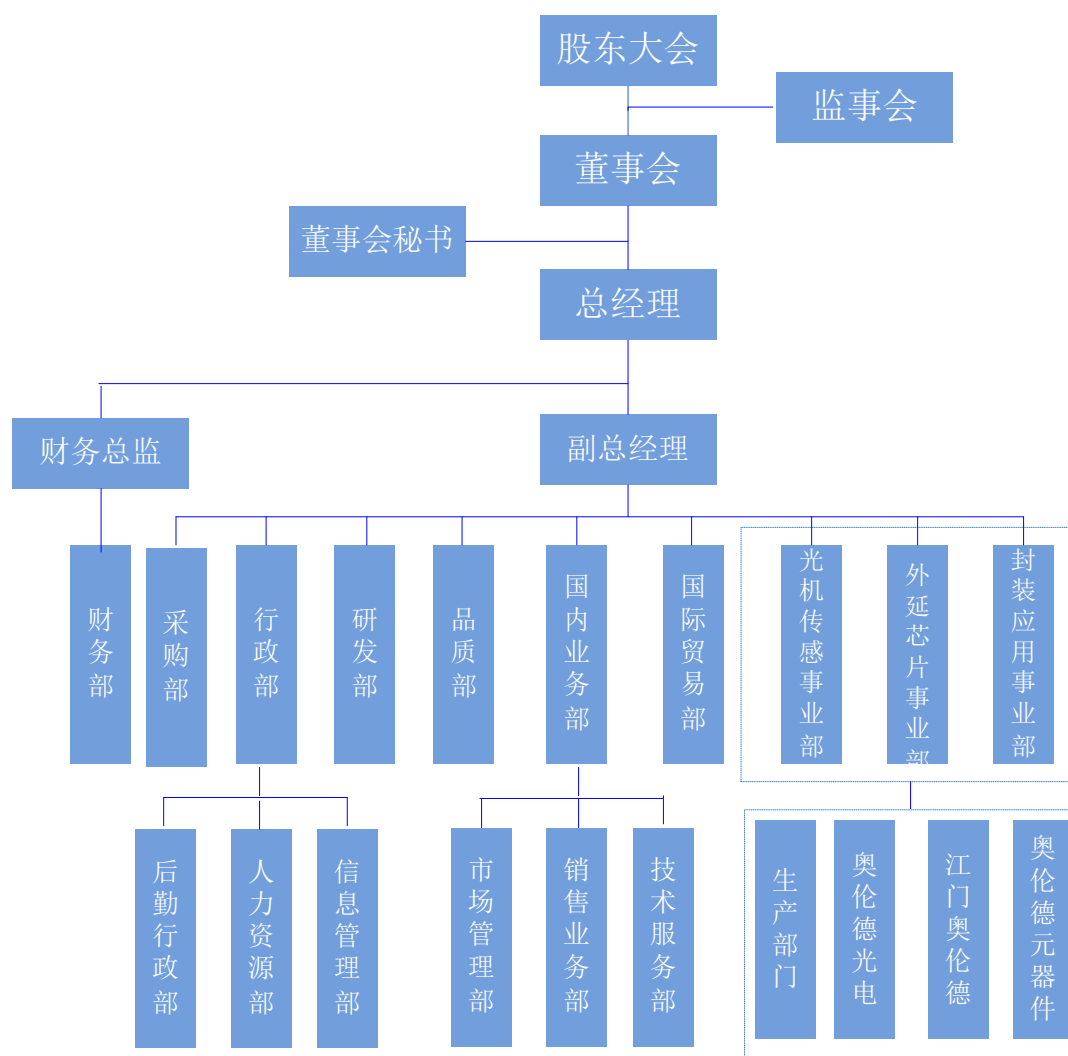 股东大会
监事会
董事会
董事会秘书
总经理
财务总监
副总经理
财务部
采购部
行政部
研发部
品质部
国内业务部
国际贸易部
光机传感事业部
外延芯片事业部
封装应用事业部
后勤行政部
人力资源部
信息管理部
市场管理部
销售业务部
技术服务部
生产部门
奥伦德光电
江门奥伦德
奥伦德元器件